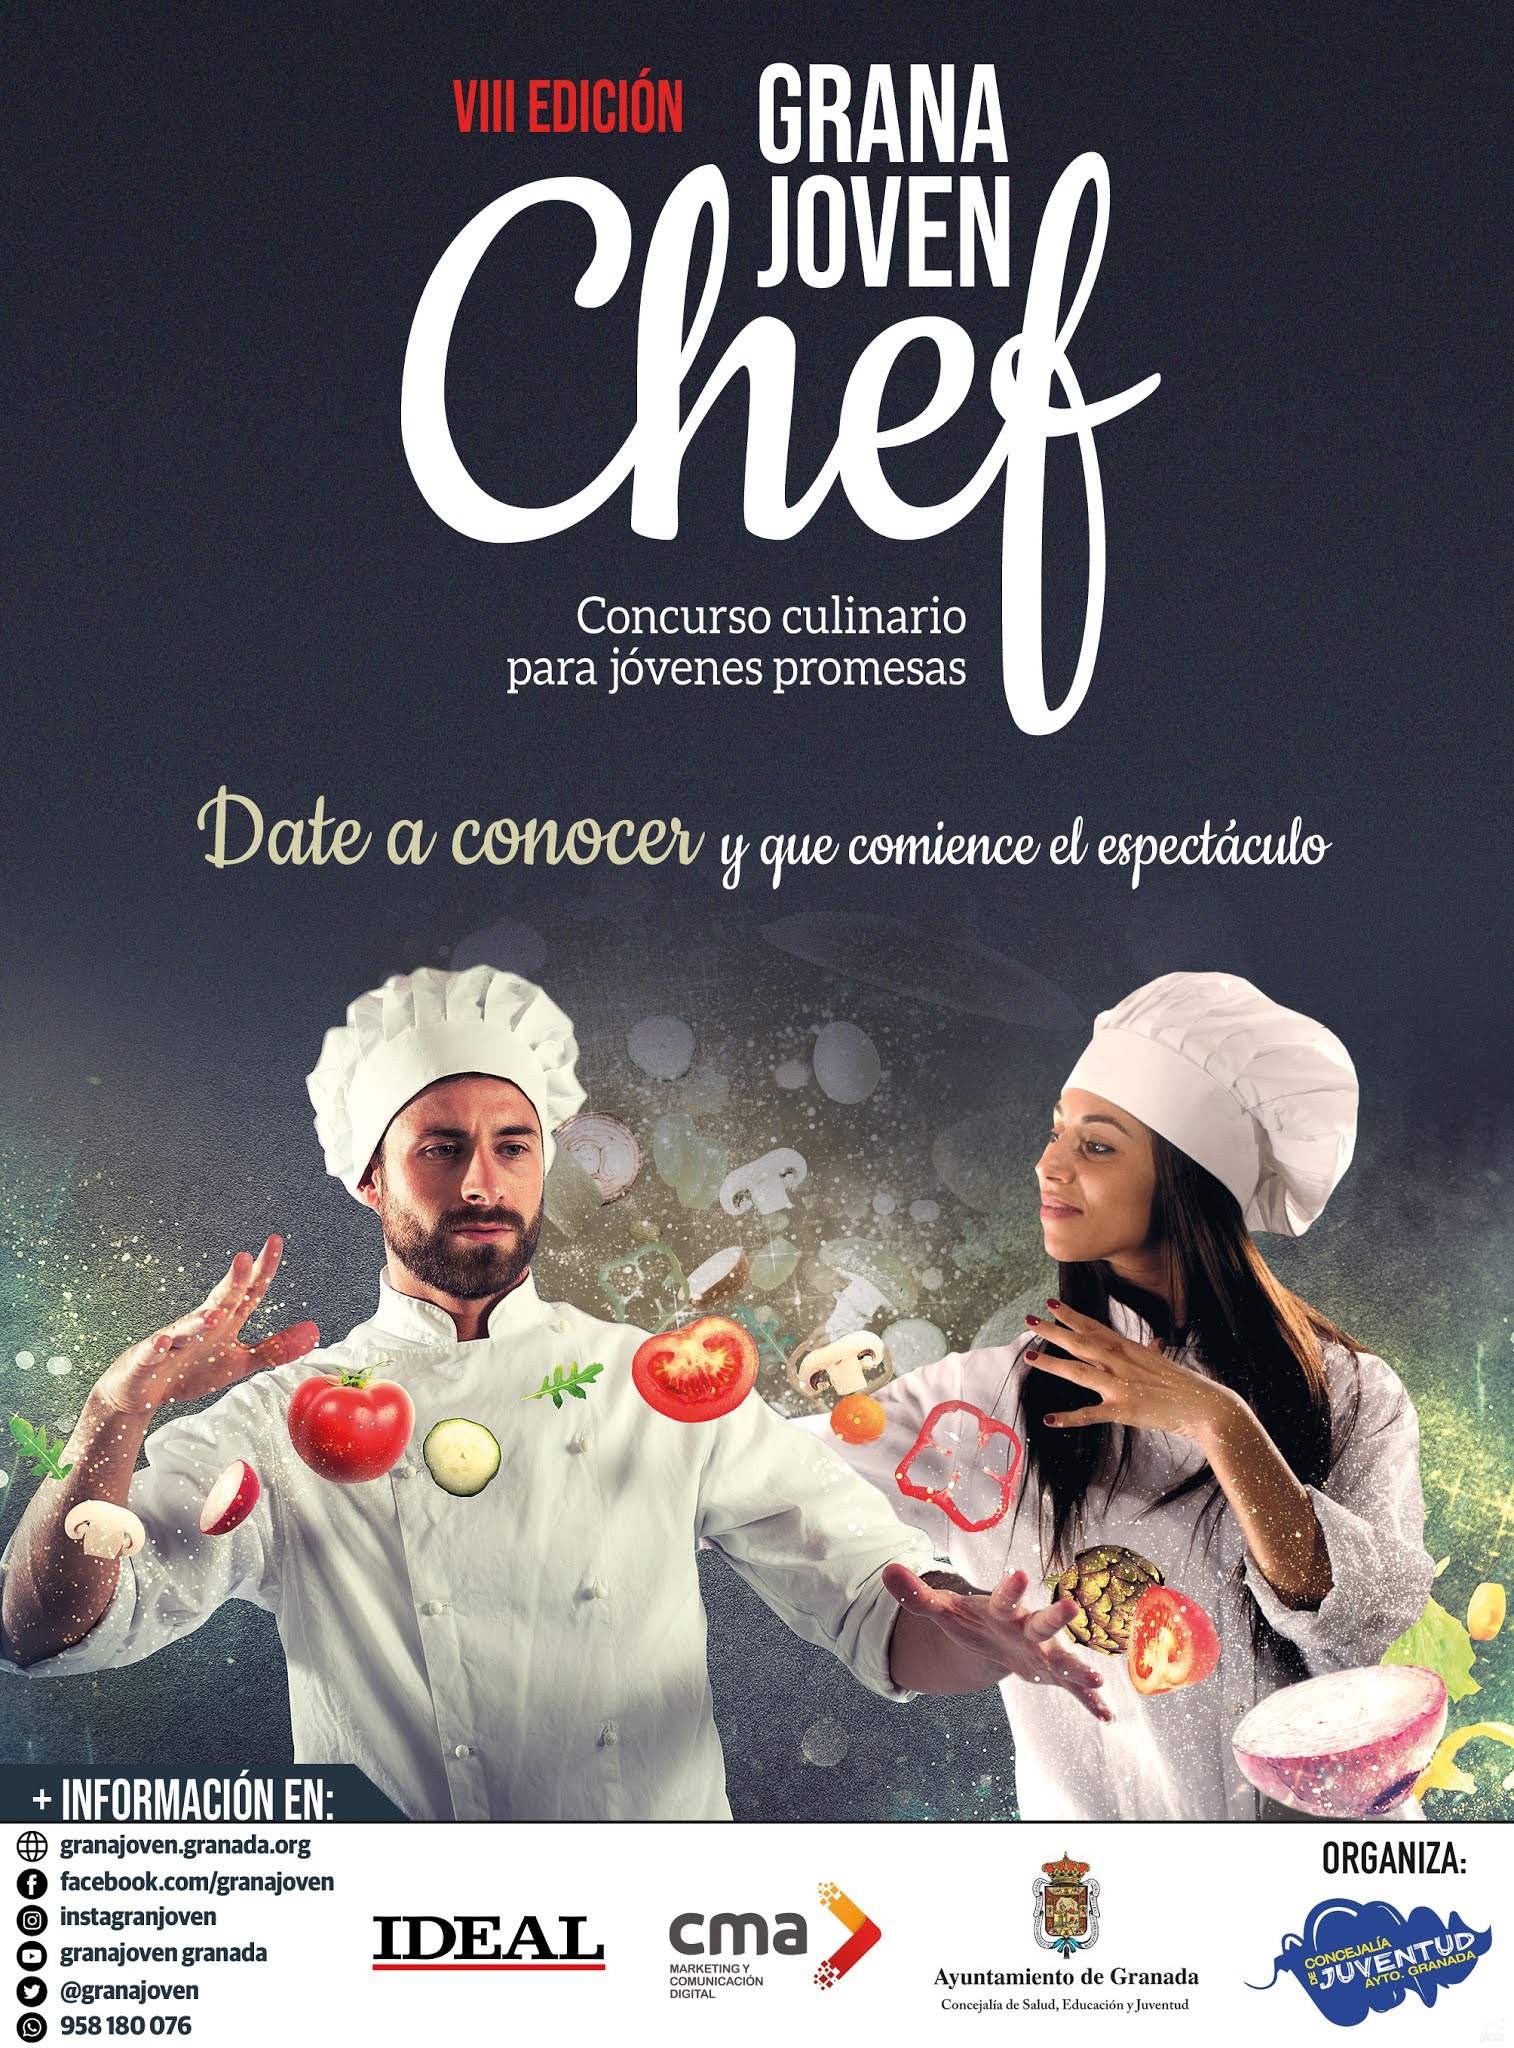 VIII EDICIÓN
GRANA
JOVEN
Chef
Concurso culinario
para jóvenes promesas
Date a conocer y que comience el espectáculo
+ INFORMACIÓN EN:
granajoven.granada.org
facebook.com/granajoven
instagranjoven
granajoven granada
@granajoven
958 180 076
IDEAL
cma
MARKETING Y
COMUNICACIÓN
DIGITAL
Ayuntamiento de Granada
Concejalía de Salud, Educación y Juventud
ORGANIZA:
CONCEJALÍA
DE JUVENTUD
AYTO. GRANADA